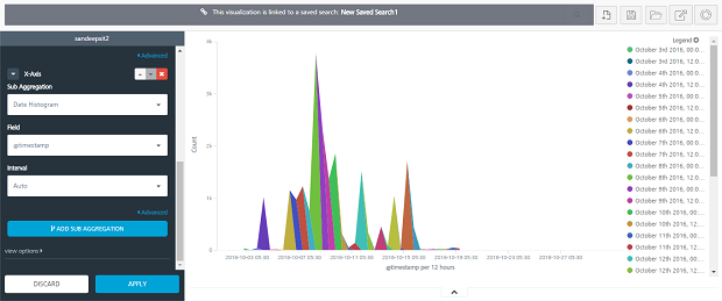 This visualization is linked to a saved search: New Saved Search1
sandeepsit2
Advanced
X-Axis
Sub Aggregation
Date Histogram
Field
@timestamp
Interval
Auto
Advanced
ADD SUB-AGGREGATION
view options
DISCARD
APPLY
Count
4k
3k
2k
1k
0
2016-10-03 05:30
2016-10-07 05:30
2016-10-11 05:30
2016-10-15 05:30
2016-10-19 05:30
2016-10-23 05:30
2016-10-27 05:30
@timestamp per 12 hours
Legend
October 3rd 2016, 00:0...
October 3rd 2016, 12:0...
October 4th 2016, 00:0...
October 4th 2016, 12:0...
October 5th 2016, 00:0...
October 5th 2016, 12:0...
October 6th 2016, 00:0...
October 6th 2016, 12:0...
October 7th 2016, 00:0...
October 7th 2016, 12:0...
October 8th 2016, 00:0...
October 8th 2016, 12:0...
October 9th 2016, 00:0...
October 9th 2016, 12:0...
October 10th 2016, 00:...
October 10th 2016, 12:...
October 11th 2016, 00:...
October 11th 2016, 12:...
October 12th 2016, 00:...
October 12th 2016, 12:...